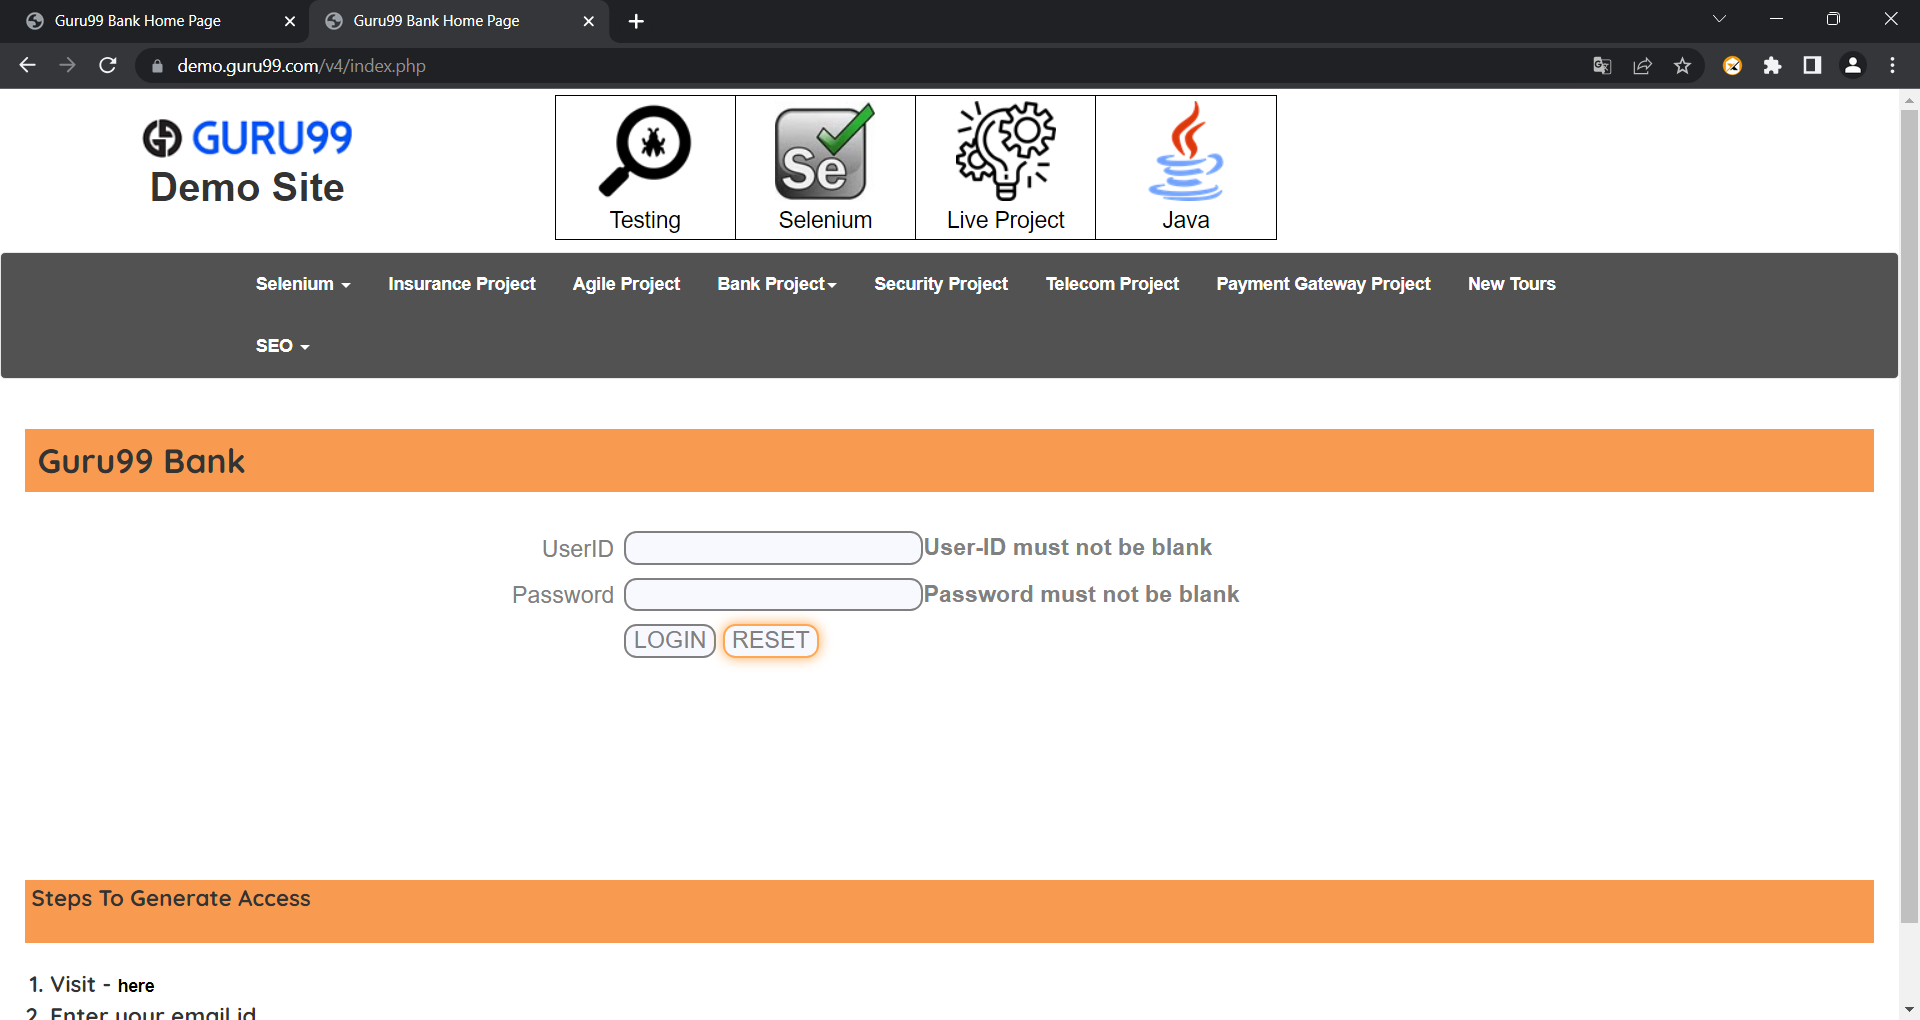 Guru99 Bank Home Page
Guru99 Bank Home Page
demo.guru99.com/v4/index.php
GURU99
Demo Site
Se
Testing
Selenium
Live Project
Java
Selenium
Insurance Project
Agile Project
Bank Project
Security Project
Telecom Project
Payment Gateway Project
New Tours
SEO
Guru99 Bank
UserID
User-ID must not be blank
Password
Password must not be blank
LOGIN
RESET
Steps To Generate Access
1. Visit - here
2. Enter your email id